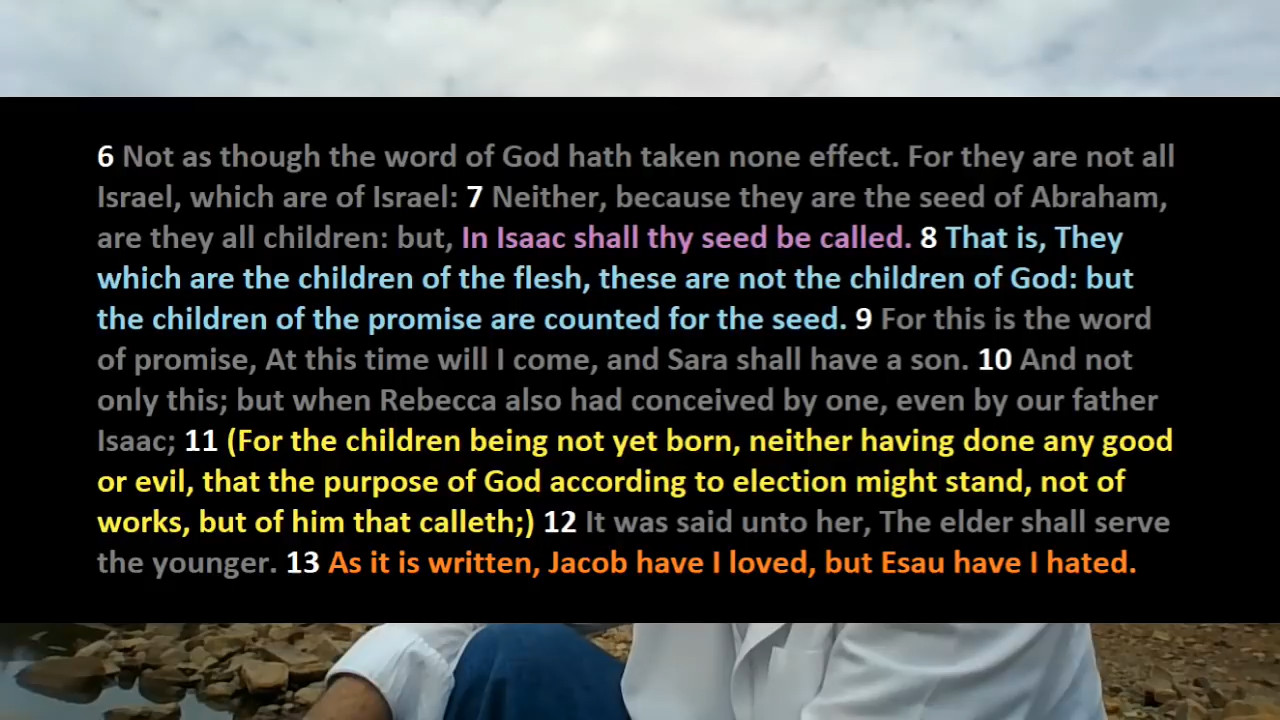 6 Not as though the word of God hath taken none effect. For they are not all
Israel, which are of Israel: 7 Neither, because they are the seed of Abraham,
are they all children: but, In Isaac shall thy seed be called. 8 That is, They
which are the children of the flesh, these are not the children of God: but
the children of the promise are counted for the seed. 9 For this is the word
of promise, At this time will I come, and Sara shall have a son. 10 And not
only this; but when Rebecca also had conceived by one, even by our father
Isaac; 11 (For the children being not yet born, neither having done any good
or evil, that the purpose of God according to election might stand, not of
works, but of him that calleth;) 12 It was said unto her, The elder shall serve
the younger. 13 As it is written, Jacob have I loved, but Esau have I hated.